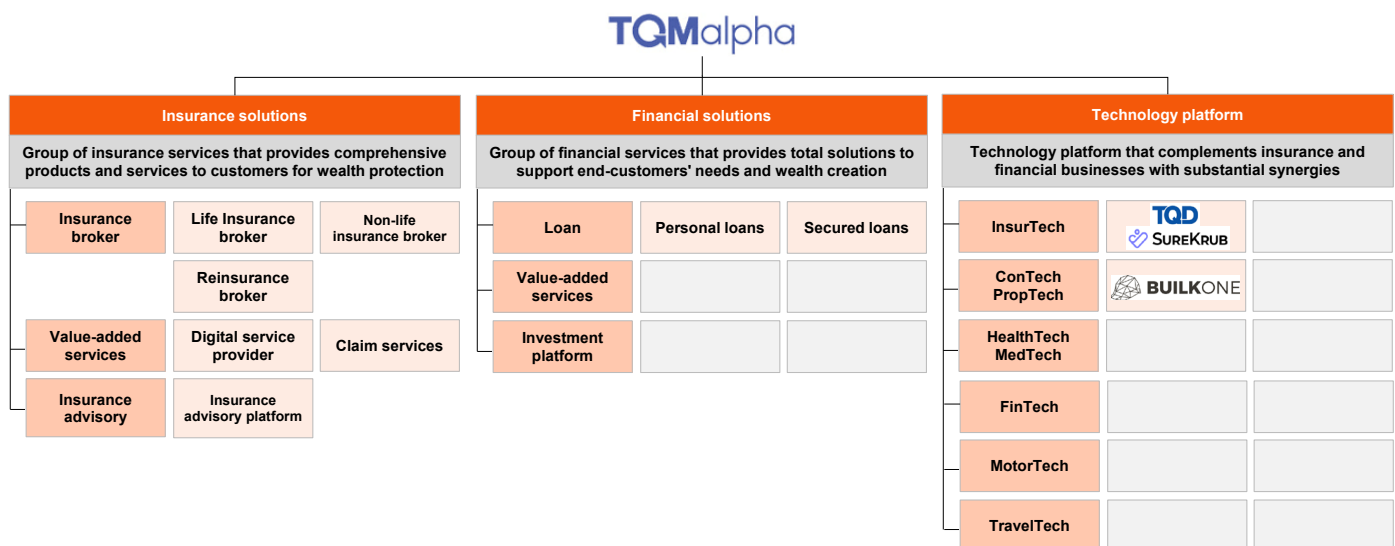 TQMalpha
Insurance solutions
Group of insurance services that provides comprehensive
products and services to customers for wealth protection
Insurance
broker
Life Insurance
broker
Non-life
insurance broker
Reinsurance
broker
Value-added
services
Digital service
provider
Claim services
Insurance
advisory
Insurance
advisory platform
Financial solutions
Group of financial services that provides total solutions to
support end-customers' needs and wealth creation
Loan
Personal loans
Secured loans
Value-added
services
Investment
platform
Technology platform
Technology platform that complements insurance and
financial businesses with substantial synergies
InsurTech
TQD
SUREKRUB
ConTech
PropTech
BUILKONE
HealthTech
MedTech
FinTech
MotorTech
TravelTech